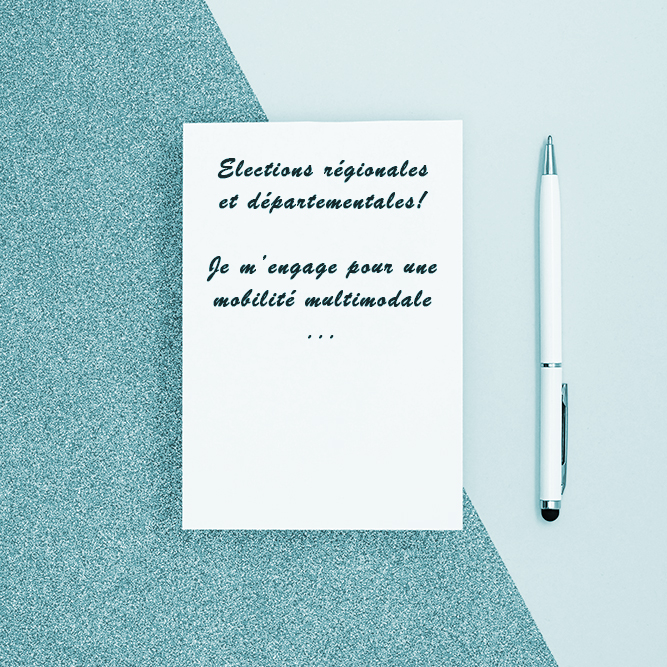 Elections régionales
et départementales!
Je m'engage pour une
mobilité multimodale
...